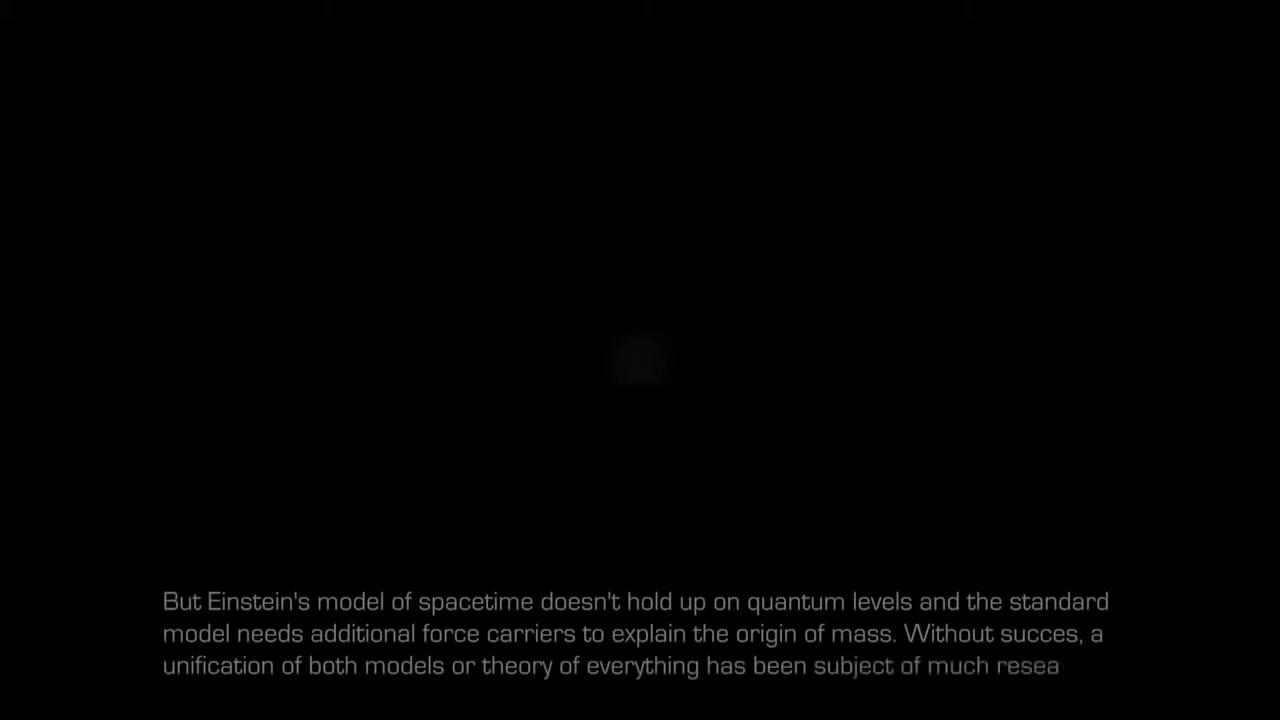 But Einstein's model of spacetime doesn't hold up on quantum levels and the standard
model needs additional force carriers to explain the origin of mass. Without succes, a
unification of both models or theory of everything has been subject of much resea